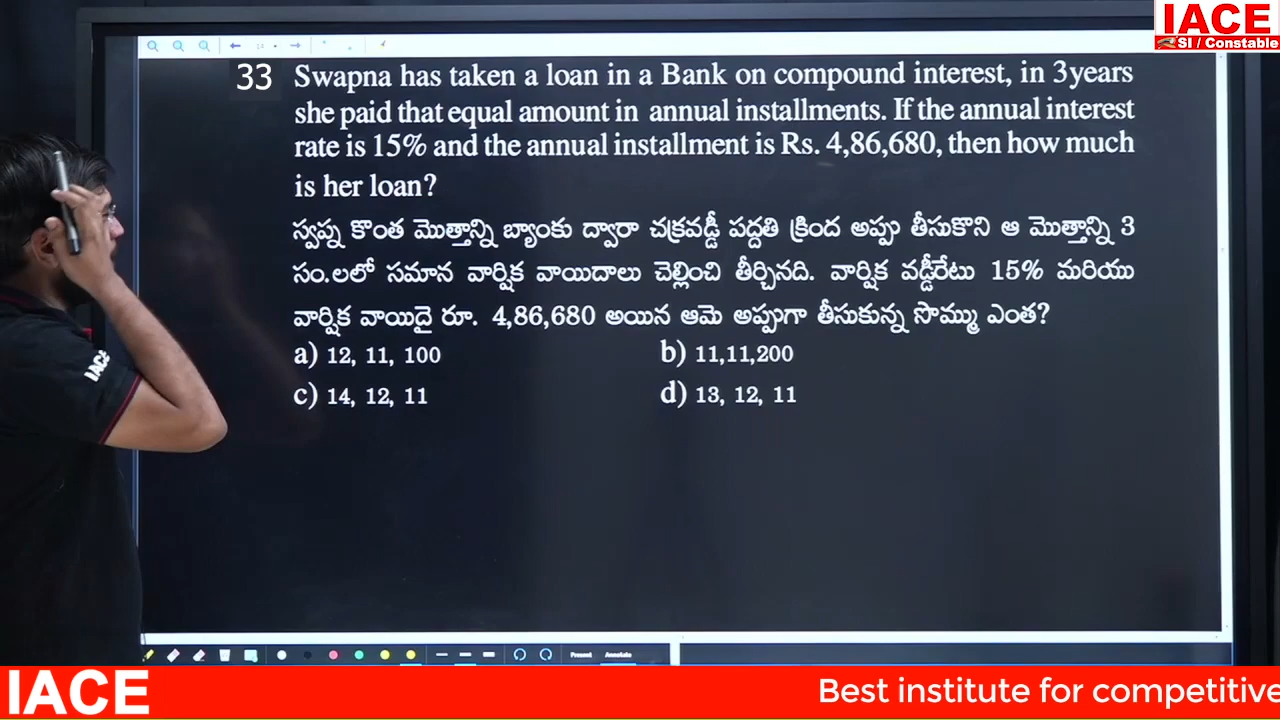 IACE
SI / Constable
33 Swapna has taken a loan in a Bank on compound interest, in 3years
she paid that equal amount in annual installments. If the annual interest
rate is 15% and the annual installment is Rs. 4,86,680, then how much
is her loan?
స్వప్న కొంత మొత్తాన్ని బ్యాంకు ద్వారా చక్రవడ్డీ పద్దతి క్రింద అప్పు తీసుకొని ఆ మొత్తాన్ని 3
సం.లలో సమాన వార్షిక వాయిదాలు చెల్లించి తీర్చినది. వార్షిక వడ్డీరేటు 15% మరియు
వార్షిక వాయిదై రూ. 4,86,680 అయిన ఆమె అప్పుగా తీసుకున్న సొమ్ము ఎంత?
a) 12, 11, 100 b) 11,11,200
c) 14, 12, 11 d) 13, 12, 11
IACE
Present Annotate
IACE Best institute for competitive